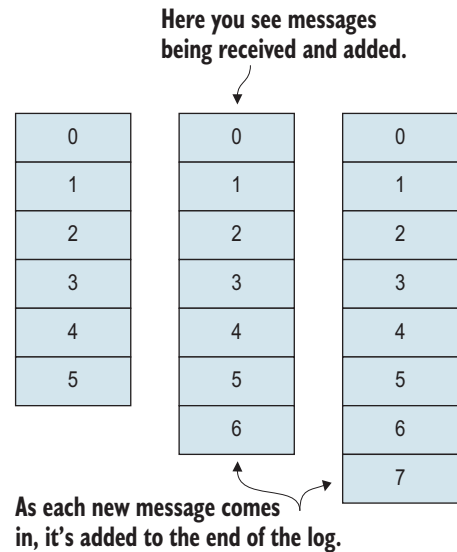 Here you see messages
being received and added.
0 0 0
1 1 1
2 2 2
3 3 3
4 4 4
5 5 5
6 6
7
As each new message comes
in, it's added to the end of the log.